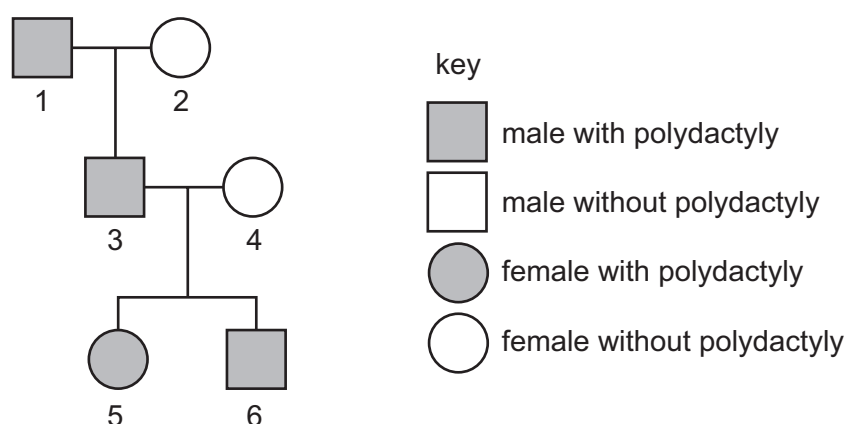 1
2
3
4
5
6
key
male with polydactyly
male without polydactyly
female with polydactyly
female without polydactyly